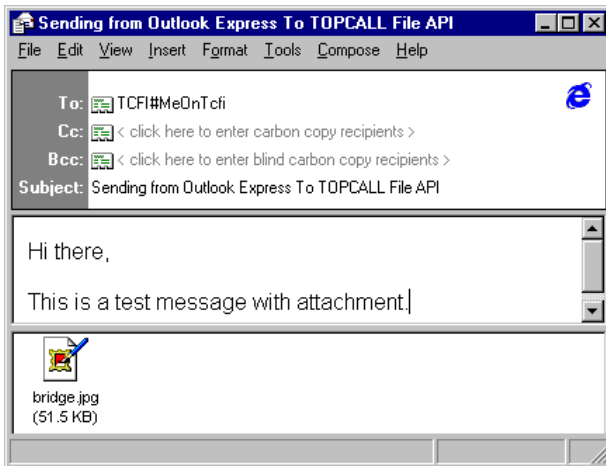 Sending from Outlook Express To TOPCALL File API
File Edit View Insert Format Tools Compose Help
To: TCFI#MeOnTcfi
Cc: < click here to enter carbon copy recipients >
Bcc: < click here to enter blind carbon copy recipients >
Subject: Sending from Outlook Express To TOPCALL File API
Hi there,
This is a test message with attachment.
bridge.jpg
(51.5 KB)